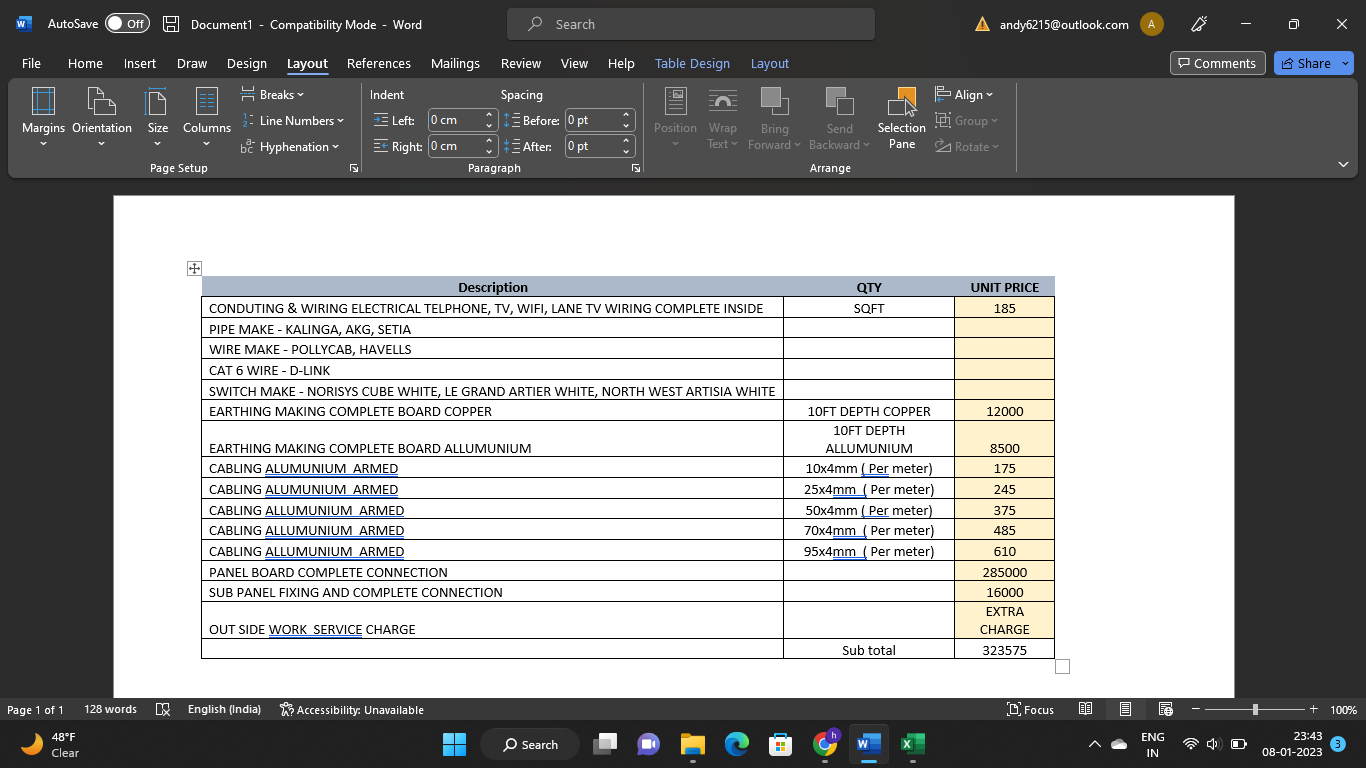 AutoSave Off Document1 - Compatibility Mode - Word Search andy6215@outlook.com A
File Home Insert Draw Design Layout References Mailings Review View Help Table Design Layout Comments Share
Margins Orientation Size Columns
Breaks
Line Numbers
Hyphenation
Page Setup
Indent Spacing
Left: 0 cm Before: 0 pt
Right: 0 cm After: 0 pt
Paragraph
Position Wrap Text Bring Forward Send Backward Selection Pane
Align
Group
Rotate
Arrange
Description QTY UNIT PRICE
CONDUTING & WIRING ELECTRICAL TELPHONE, TV, WIFI, LANE TV WIRING COMPLETE INSIDE SQFT 185
PIPE MAKE - KALINGA, AKG, SETIA
WIRE MAKE - POLLYCAB, HAVELLS
CAT 6 WIRE - D-LINK
SWITCH MAKE - NORISYS CUBE WHITE, LE GRAND ARTIER WHITE, NORTH WEST ARTISIA WHITE
EARTHING MAKING COMPLETE BOARD COPPER 10FT DEPTH COPPER 12000
10FT DEPTH
EARTHING MAKING COMPLETE BOARD ALLUMUNIUM ALLUMUNIUM 8500
CABLING ALUMUNIUM ARMED 10x4mm ( Per meter) 175
CABLING ALUMUNIUM ARMED 25x4mm ( Per meter) 245
CABLING ALLUMUNIUM ARMED 50x4mm ( Per meter) 375
CABLING ALLUMUNIUM ARMED 70x4mm ( Per meter) 485
CABLING ALLUMUNIUM ARMED 95x4mm ( Per meter) 610
PANEL BOARD COMPLETE CONNECTION 285000
SUB PANEL FIXING AND COMPLETE CONNECTION 16000
EXTRA
OUT SIDE WORK SERVICE CHARGE CHARGE
Sub total 323575
Page 1 of 1 128 words English (India) Accessibility: Unavailable Focus 100%
48°F
Clear
Search
ENG
IN
23:43
08-01-2023
3